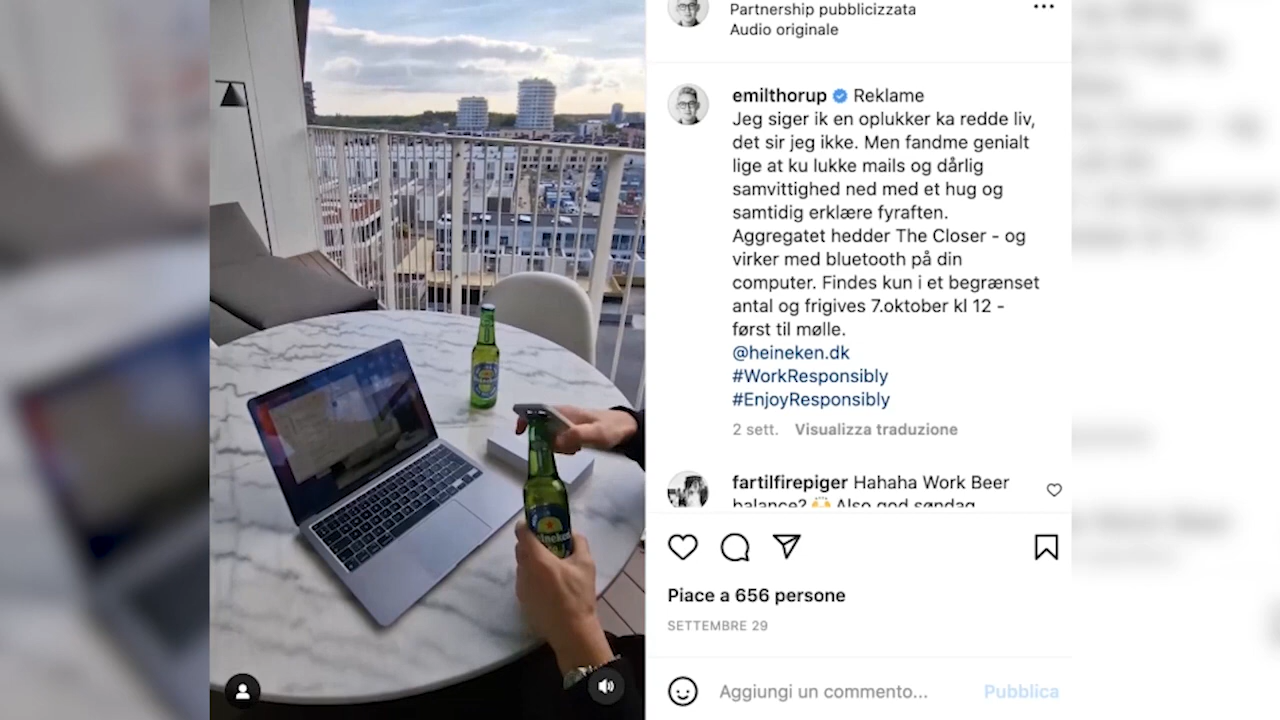 Partnership pubblicizzata
Audio originale
emilthorup Reklame
Jeg siger ik en oplukker ka redde liv,
det sir jeg ikke. Men fandme genialt
lige at ku lukke mails og dårlig
samvittighed ned med et hug og
samtidig erklære fyraften.
Aggregatet hedder The Closer - og
virker med bluetooth på din
computer. Findes kun i et begrænset
antal og frigives 7.oktober kl 12 -
først til mølle.
@heineken.dk
#WorkResponsibly
#EnjoyResponsibly
2 sett. Visualizza traduzione
fartilfirepiger Hahaha Work Beer
balance? 🙌 Also god søndag
Piace a 656 persone
SETTEMBRE 29
Aggiungi un commento... Pubblica